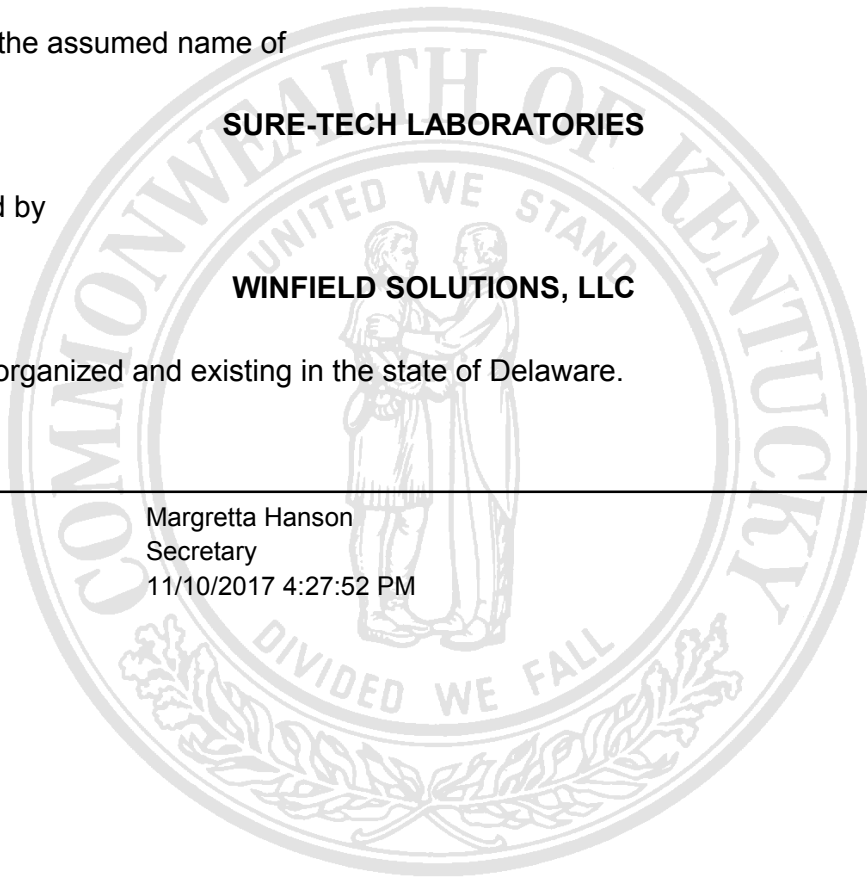 the assumed name of
SURE-TECH LABORATORIES
d by
WINFIELD SOLUTIONS, LLC
organized and existing in the state of Delaware.
Margretta Hanson
Secretary
11/10/2017 4:27:52 PM
COMMONWEALTH OF KENTUCKY
UNITED WE STAND
DIVIDED WE FALL